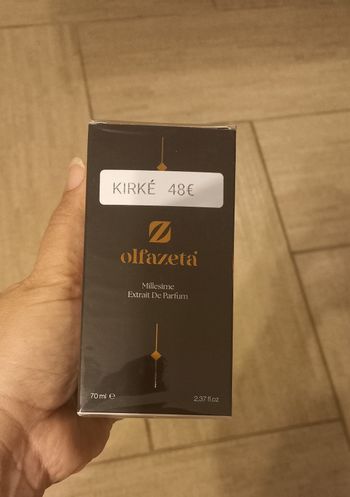 KIRKÉ 48€
olfazeta
Millesime
Extrait De Parfum
70 ml ℮ 2.37 fl.oz